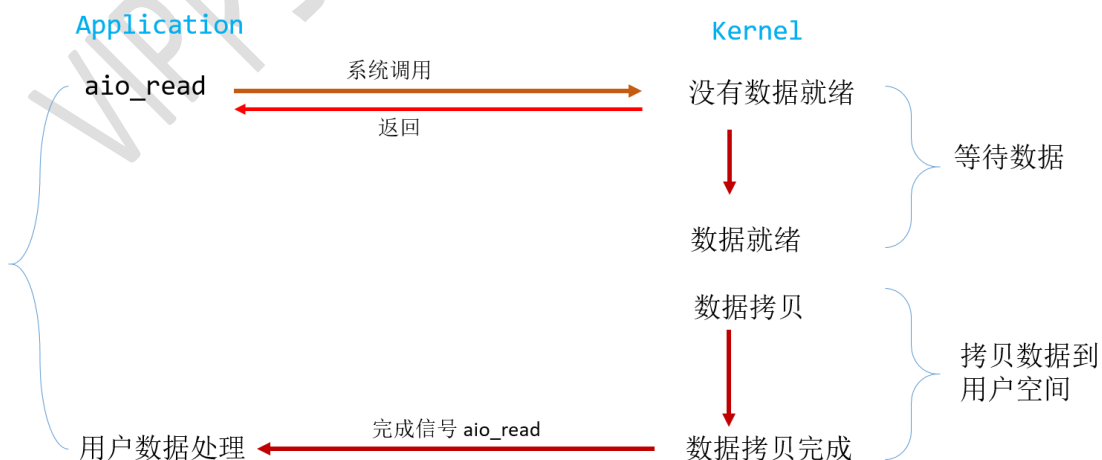 Application
Kernel
aio_read
系统调用
没有数据就绪
返回
等待数据
数据就绪
数据拷贝
拷贝数据到
用户空间
完成信号 aio_read
用户数据处理
数据拷贝完成